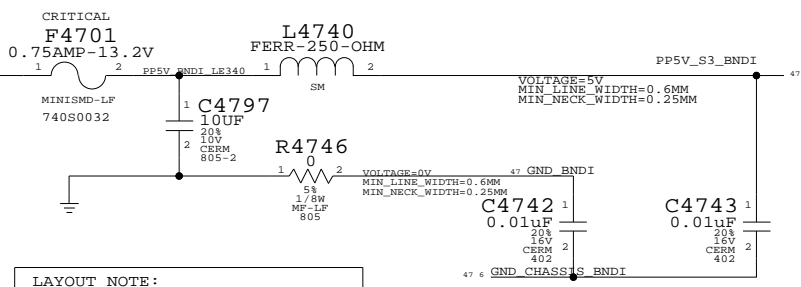 CRITICAL
F4701
0.75AMP-13.2V
1 2
MINISMD-LF
740S0032
PP5V_BNDI_LE340
L4740
FERR-250-OHM
1 2
SM
PP5V_S3_BNDI
47
VOLTAGE=5V
MIN_LINE_WIDTH=0.6MM
MIN_NECK_WIDTH=0.25MM
1
C4797
10UF
20%
10V
2
CERM
805-2
R4746
0
1 2
5%
1/8W
MF-LF
805
VOLTAGE=0V
MIN_LINE_WIDTH=0.6MM
MIN_NECK_WIDTH=0.25MM
47 GND_BNDI
C4742
1
0.01uF
20%
16V
CERM
402
2
C4743
1
0.01uF
20%
16V
CERM
402
2
47 6 GND_CHASSIS_BNDI
LAYOUT NOTE: